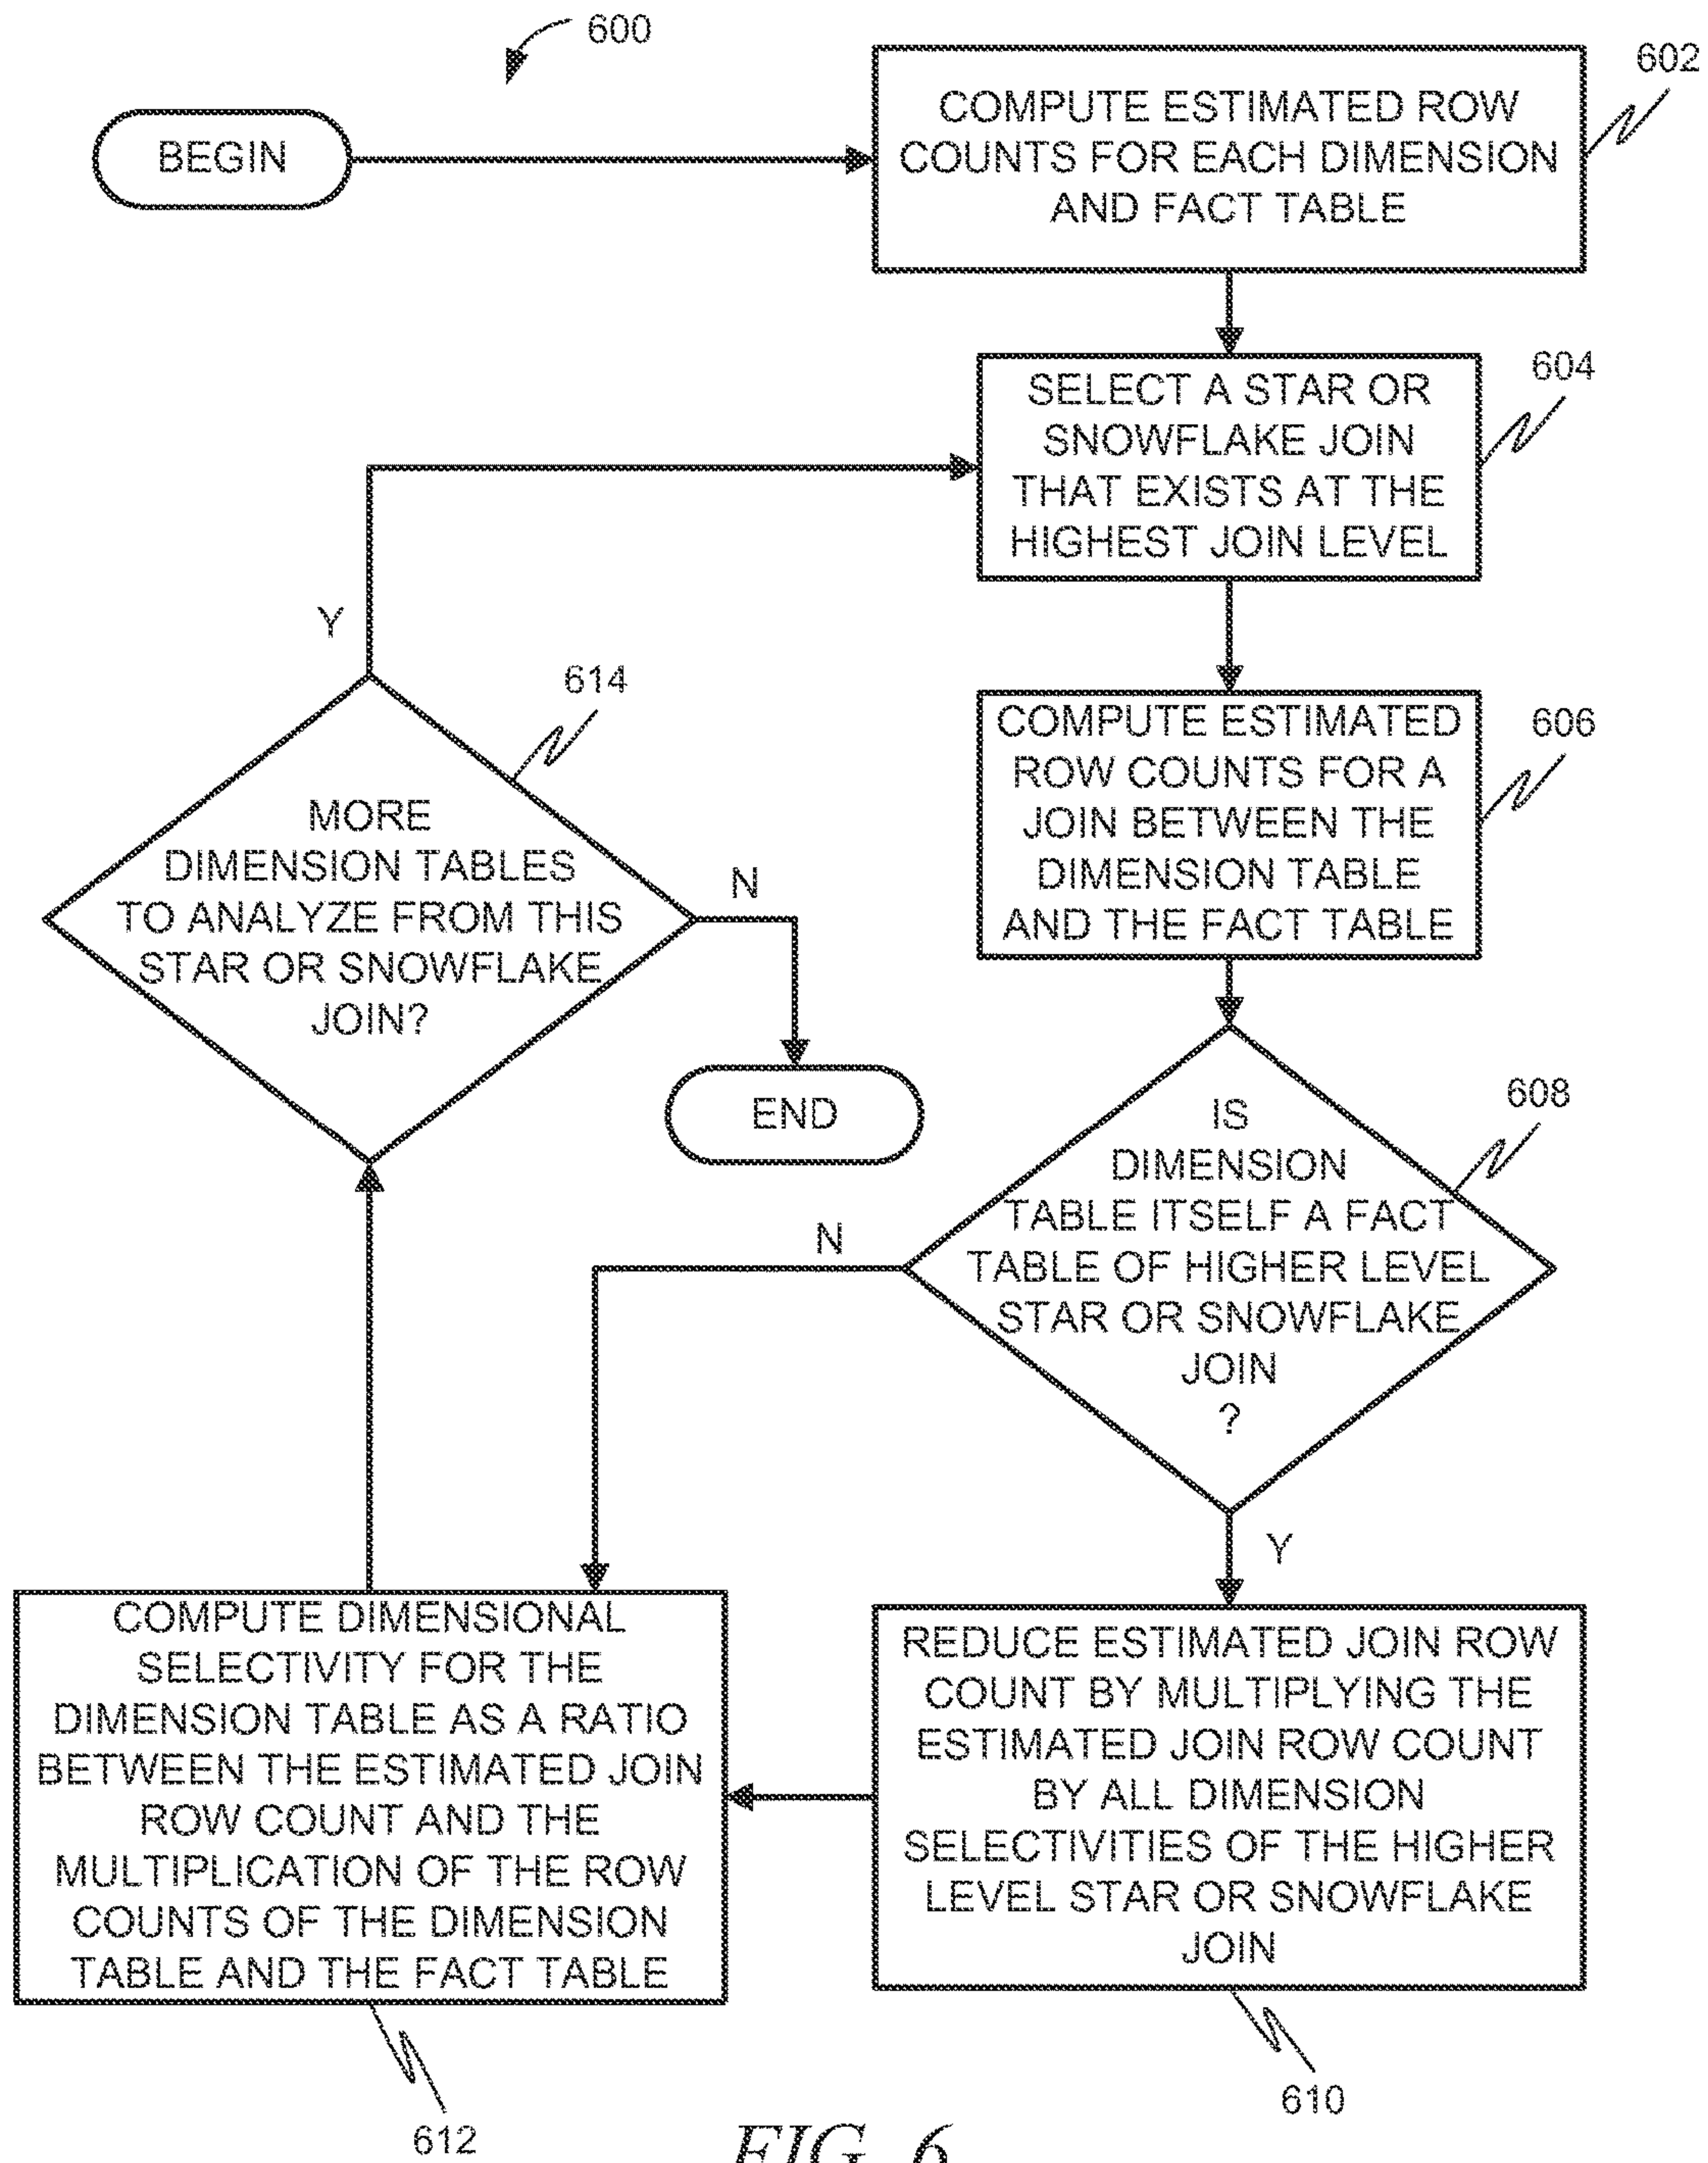 600
BEGIN
602
COMPUTE ESTIMATED ROW
COUNTS FOR EACH DIMENSION
AND FACT TABLE
604
SELECT A STAR OR
SNOWFLAKE JOIN
THAT EXISTS AT THE
HIGHEST JOIN LEVEL
606
COMPUTE ESTIMATED
ROW COUNTS FOR A
JOIN BETWEEN THE
DIMENSION TABLE
AND THE FACT TABLE
608
IS
DIMENSION
TABLE ITSELF A FACT
TABLE OF HIGHER LEVEL
STAR OR SNOWFLAKE
JOIN
?
N
Y
REDUCE ESTIMATED JOIN ROW
COUNT BY MULTIPLYING THE
ESTIMATED JOIN ROW COUNT
BY ALL DIMENSION
SELECTIVITIES OF THE HIGHER
LEVEL STAR OR SNOWFLAKE
JOIN
610
COMPUTE DIMENSIONAL
SELECTIVITY FOR THE
DIMENSION TABLE AS A RATIO
BETWEEN THE ESTIMATED JOIN
ROW COUNT AND THE
MULTIPLICATION OF THE ROW
COUNTS OF THE DIMENSION
TABLE AND THE FACT TABLE
612
614
MORE
DIMENSION TABLES
TO ANALYZE FROM THIS
STAR OR SNOWFLAKE
JOIN?
Y
N
END
FIG. 6